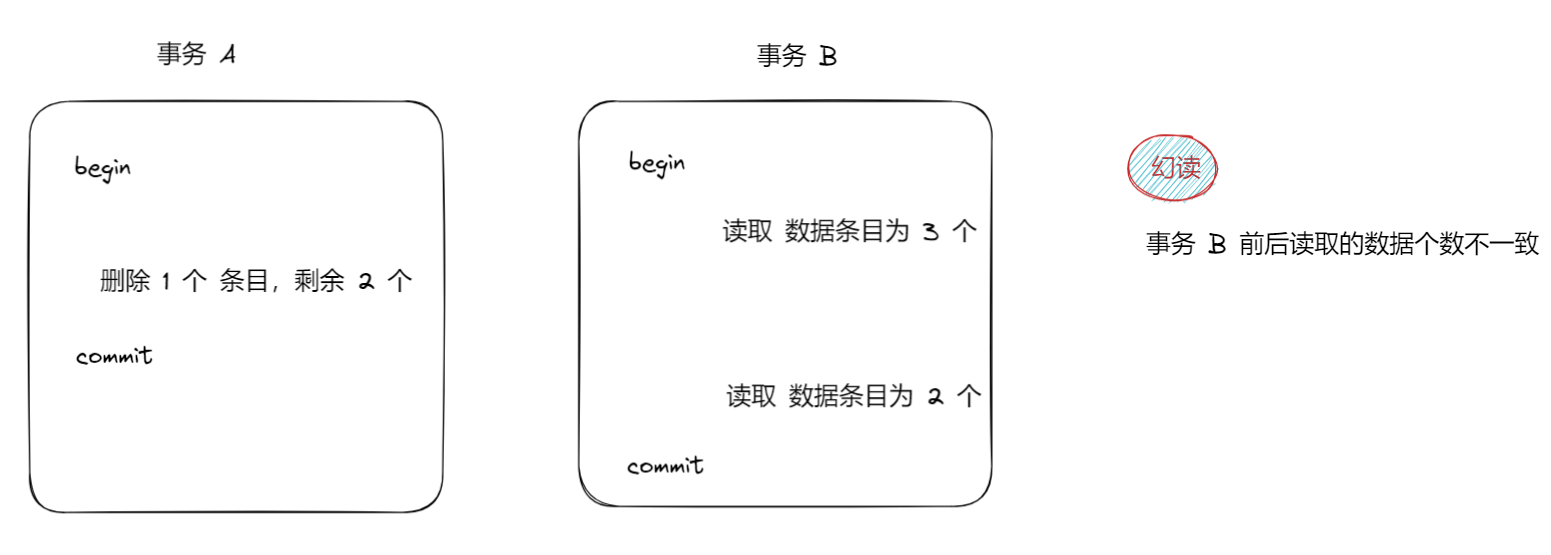 事务 A
begin
删除 1 个 条目，剩余 2 个
commit
事务 B
begin
读取 数据条目为 3 个
读取 数据条目为 2 个
commit
幻读
事务 B 前后读取的数据个数不一致